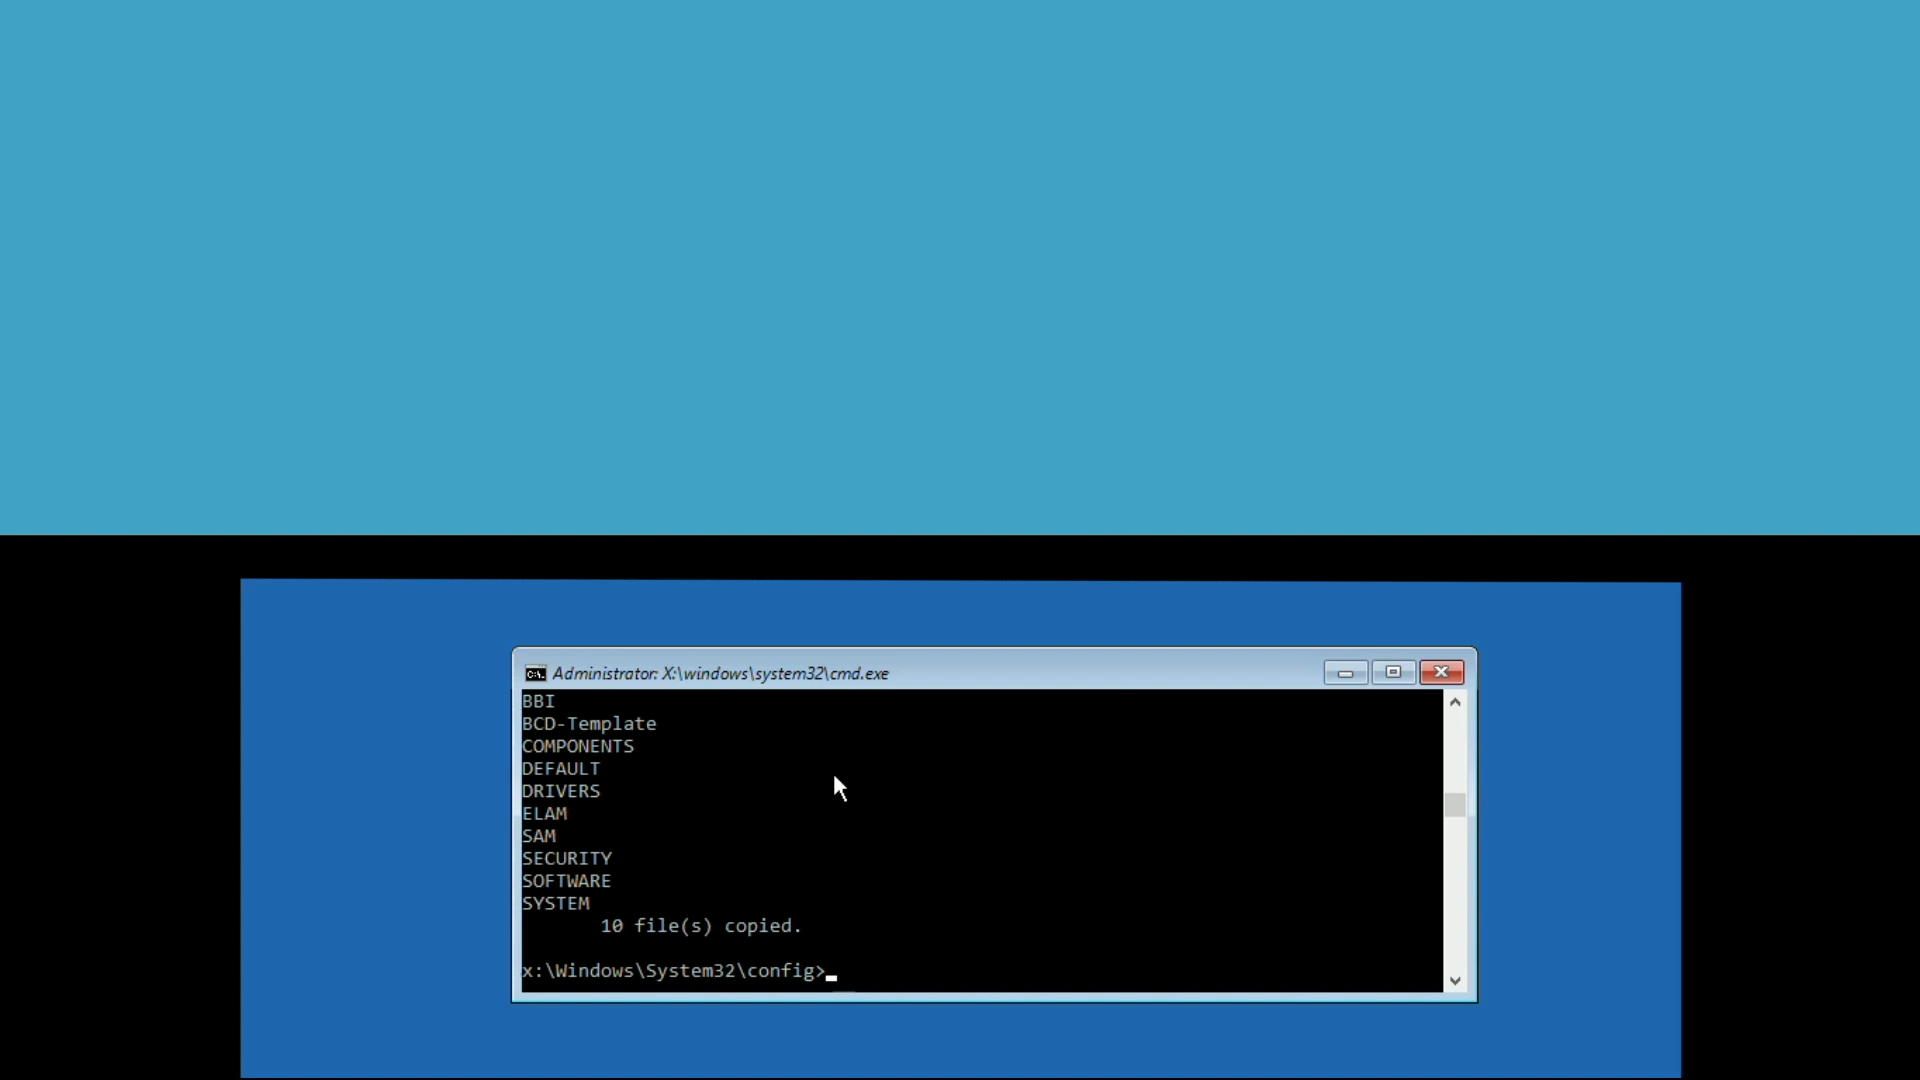 Administrator: X:\windows\system32\cmd.exe
BBI
BCD-Template
COMPONENTS
DEFAULT
DRIVERS
ELAM
SAM
SECURITY
SOFTWARE
SYSTEM
10 file(s) copied.
x:\Windows\System32\config>